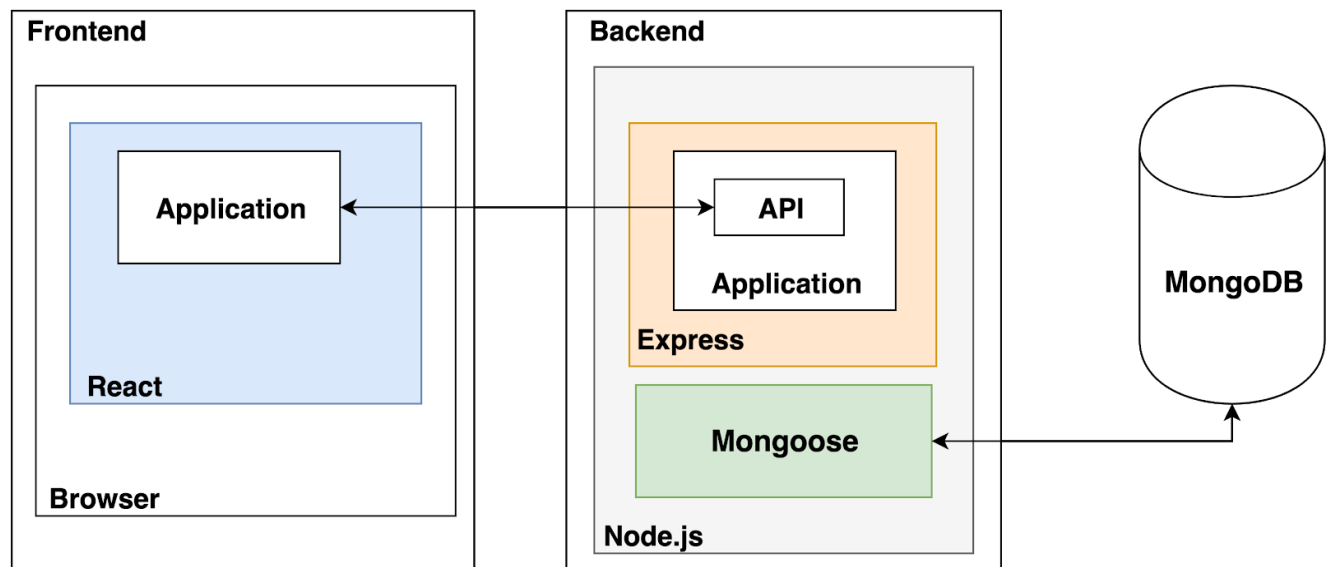 Frontend
Application
React
Browser
Backend
API
Application
Express
Mongoose
Node.js
MongoDB